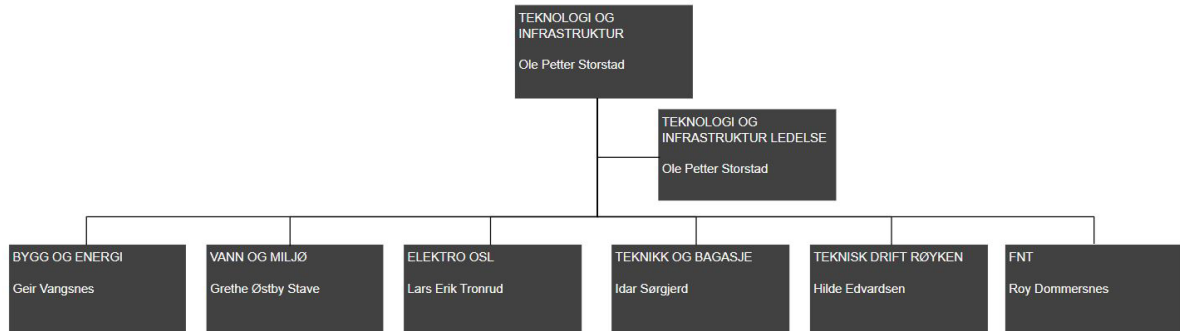 TEKNOLOGI OG
INFRASTRUKTUR
Ole Petter Storstad
TEKNOLOGI OG
INFRASTRUKTUR LEDELSE
Ole Petter Storstad
BYGG OG ENERGI
Geir Vangsnes
VANN OG MILJØ
Grethe Østby Stave
ELEKTRO OSL
Lars Erik Tronrud
TEKNIKK OG BAGASJE
Idar Sørgjerd
TEKNISK DRIFT RØYKEN
Hilde Edvardsen
FNT
Roy Dommersnes